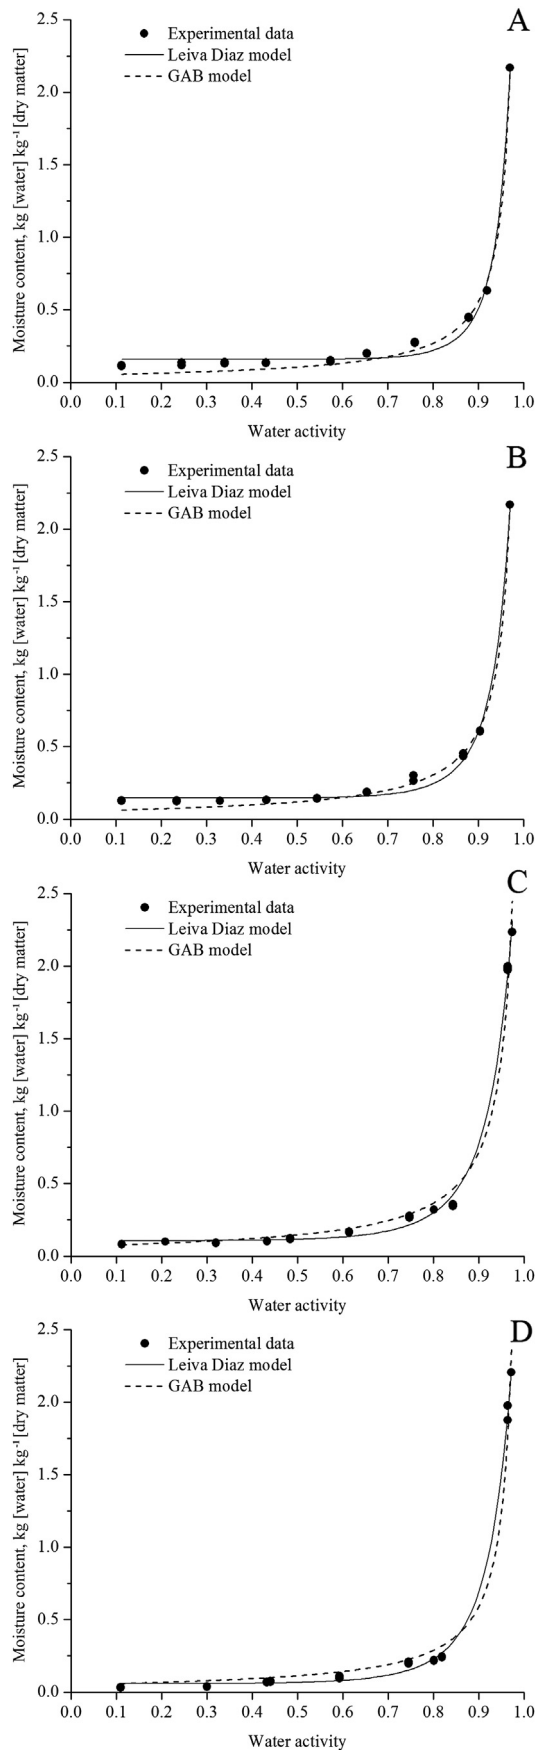 A
Experimental data
Leiva Diaz model
GAB model
Moisture content, kg [water] kg⁻¹ [dry matter]
2.5
2.0
1.5
1.0
0.5
0.0
0.0 0.1 0.2 0.3 0.4 0.5 0.6 0.7 0.8 0.9 1.0
Water activity
B
Experimental data
Leiva Diaz model
GAB model
Moisture content, kg [water] kg⁻¹ [dry matter]
2.5
2.0
1.5
1.0
0.5
0.0
0.0 0.1 0.2 0.3 0.4 0.5 0.6 0.7 0.8 0.9 1.0
Water activity
C
Experimental data
Leiva Diaz model
GAB model
Moisture content, kg [water] kg⁻¹ [dry matter]
2.5
2.0
1.5
1.0
0.5
0.0
0.0 0.1 0.2 0.3 0.4 0.5 0.6 0.7 0.8 0.9 1.0
Water activity
D
Experimental data
Leiva Diaz model
GAB model
Moisture content, kg [water] kg⁻¹ [dry matter]
2.5
2.0
1.5
1.0
0.5
0.0
0.0 0.1 0.2 0.3 0.4 0.5 0.6 0.7 0.8 0.9 1.0
Water activity